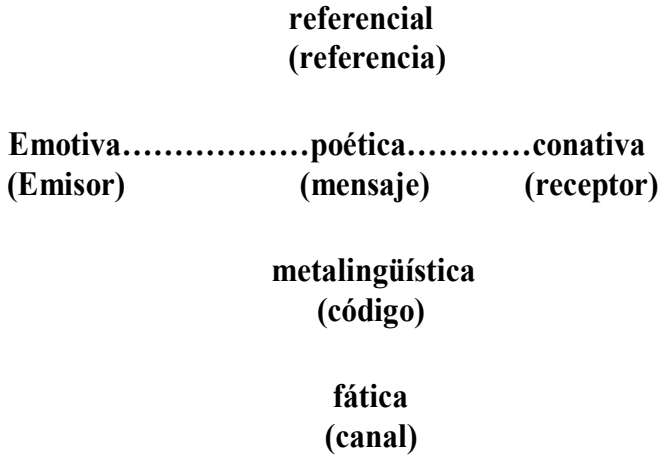 referencial
(referencia)
Emotiva………………poética…………conativa
(Emisor) (mensaje) (receptor)
metalingüística
(código)
fática
(canal)